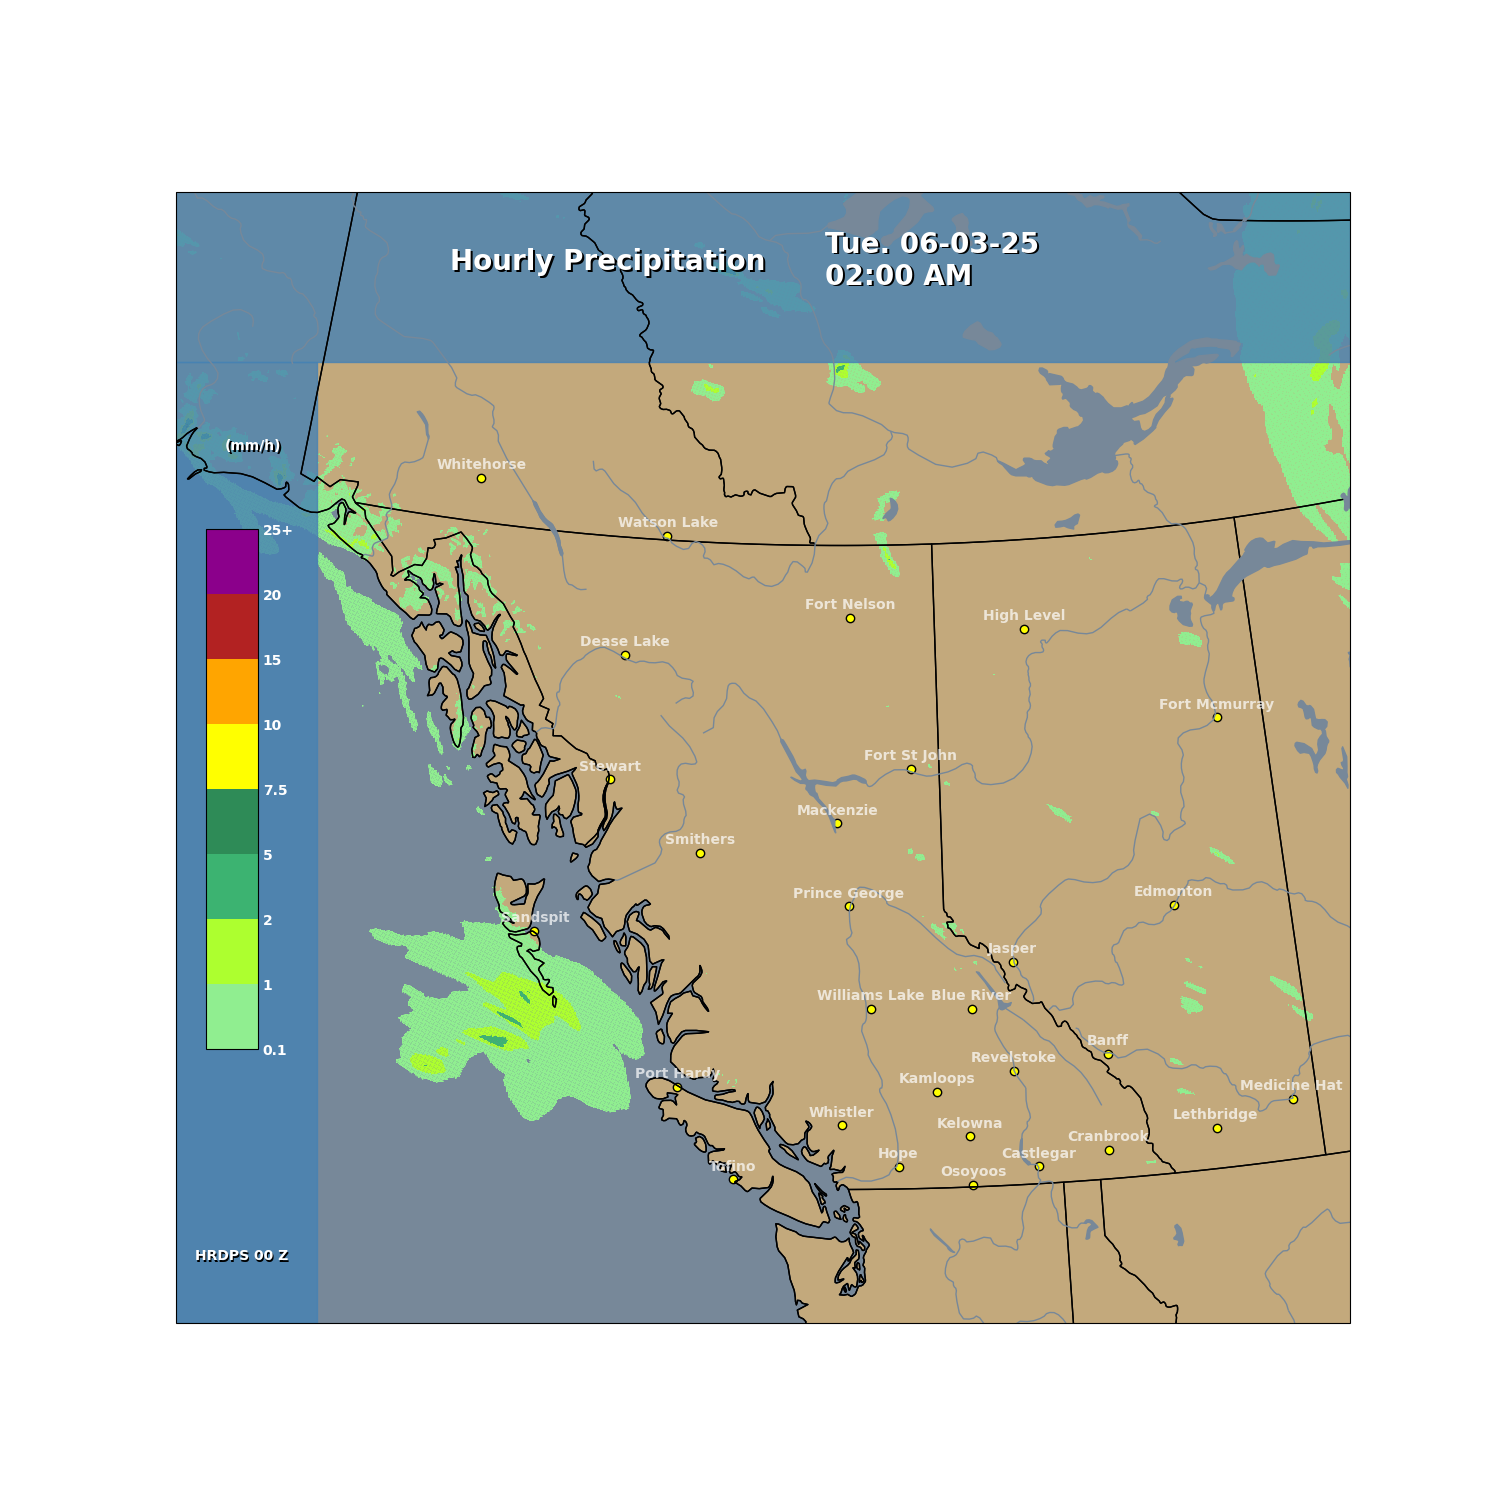 Hourly Precipitation
Tue. 06-03-25
02:00 AM
(mm/h)
25+
20
15
10
7.5
5
2
1
0.1
HRDPS 00 Z
Whitehorse
Watson Lake
Fort Nelson
High Level
Dease Lake
Fort Mcmurray
Fort St John
Stewart
Mackenzie
Smithers
Prince George
Edmonton
Sandspit
Jasper
Williams Lake
Blue River
Banff
Revelstoke
Port Hardy
Kamloops
Medicine Hat
Whistler
Lethbridge
Kelowna
Cranbrook
Hope
Castlegar
Tofino
Osoyoos